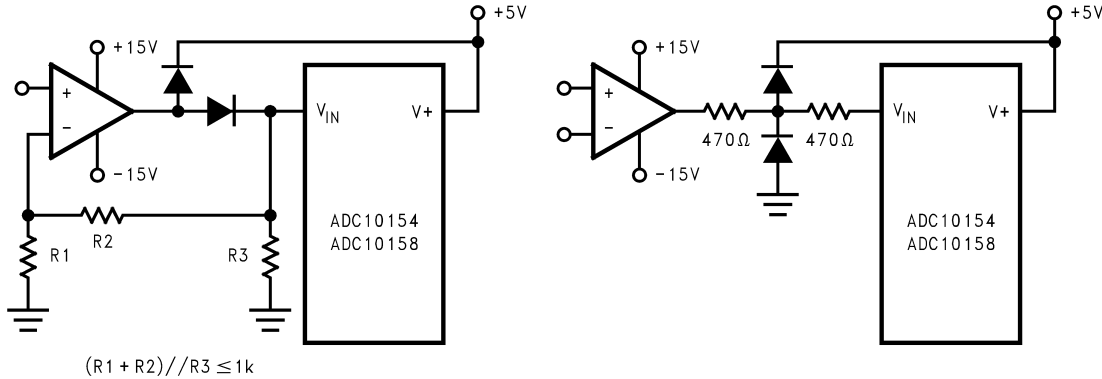 +5V
+15V
+
−
−15V
V_IN
V+
ADC10154
ADC10158
R2
R1
R3
(R1 + R2)//R3 ≤ 1k
+5V
+15V
+
−
−15V
470Ω
470Ω
V_IN
V+
ADC10154
ADC10158